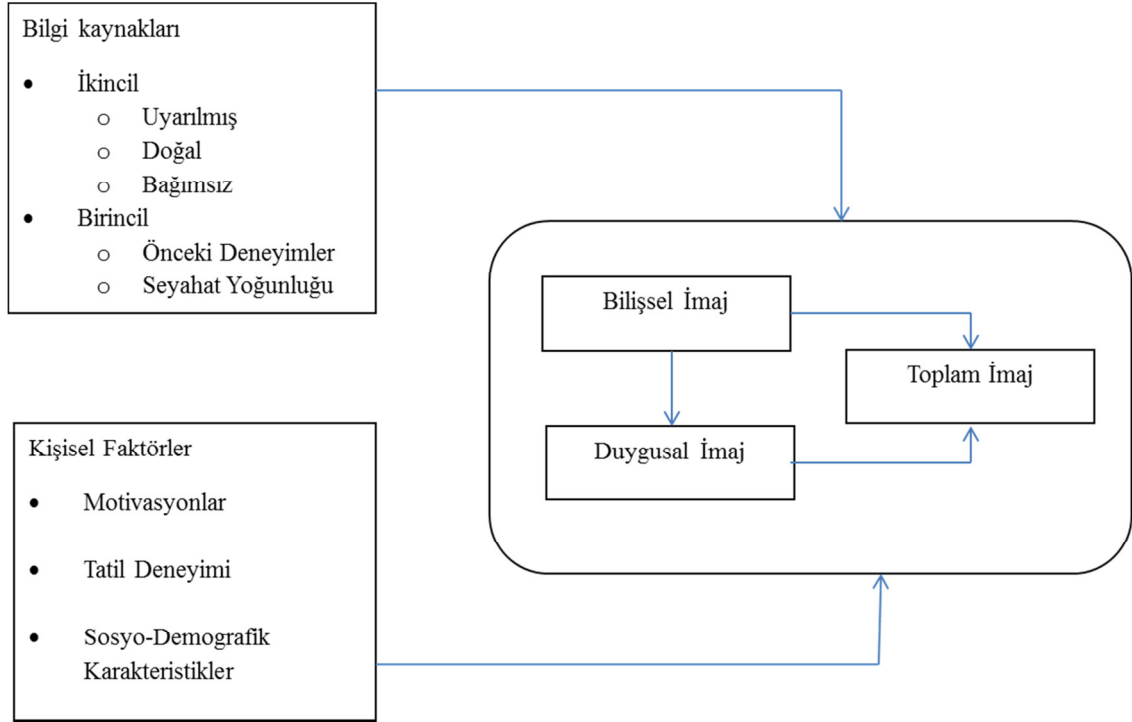 Bilgi kaynakları
• İkincil
o Uyarılmış
o Doğal
o Bağımsız
• Birincil
o Önceki Deneyimler
o Seyahat Yoğunluğu
Bilişsel İmaj
Toplam İmaj
Duygusal İmaj
Kişisel Faktörler
• Motivasyonlar
• Tatil Deneyimi
• Sosyo-Demografik
Karakteristikler